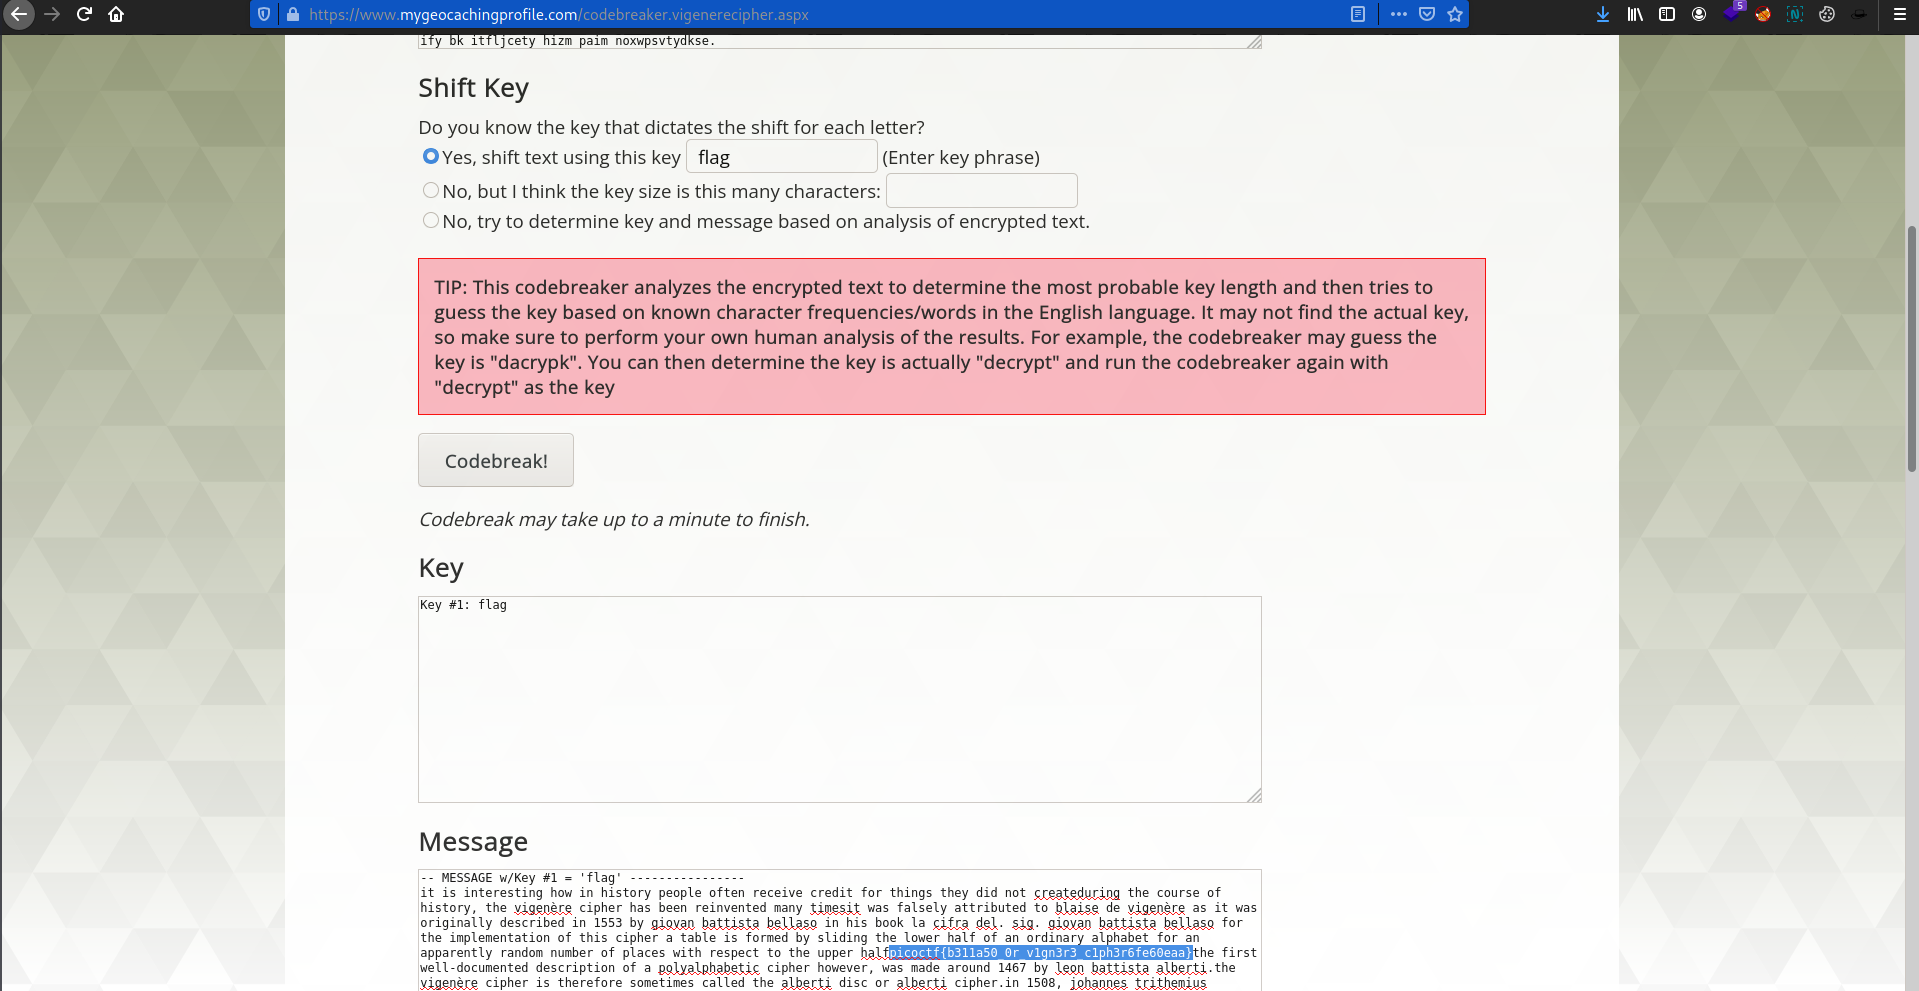 https://www.mygeocachingprofile.com/codebreaker.vigenerecipher.aspx
5
ify bk itfljcety hizm paim noxwpsvtydkse.
Shift Key
Do you know the key that dictates the shift for each letter?
Yes, shift text using this key flag (Enter key phrase)
No, but I think the key size is this many characters:
No, try to determine key and message based on analysis of encrypted text.
TIP: This codebreaker analyzes the encrypted text to determine the most probable key length and then tries to
guess the key based on known character frequencies/words in the English language. It may not find the actual key,
so make sure to perform your own human analysis of the results. For example, the codebreaker may guess the
key is "dacrypk". You can then determine the key is actually "decrypt" and run the codebreaker again with
"decrypt" as the key
Codebreak!
Codebreak may take up to a minute to finish.
Key
Key #1: flag
Message
-- MESSAGE w/Key #1 = 'flag' ----------------
it is interesting how in history people often receive credit for things they did not createduring the course of
history, the vigenère cipher has been reinvented many timesit was falsely attributed to blaise de vigenère as it was
originally described in 1553 by giovan battista bellaso in his book la cifra del. sig. giovan battista bellaso for
the implementation of this cipher a table is formed by sliding the lower half of an ordinary alphabet for an
apparently random number of places with respect to the upper halfpicoctf{b311a50_0r_v1gn3r3_c1ph3r6fe60eaa}the first
well-documented description of a polyalphabetic cipher however, was made around 1467 by leon battista alberti.the
vigenère cipher is therefore sometimes called the alberti disc or alberti cipher.in 1508, johannes trithemius